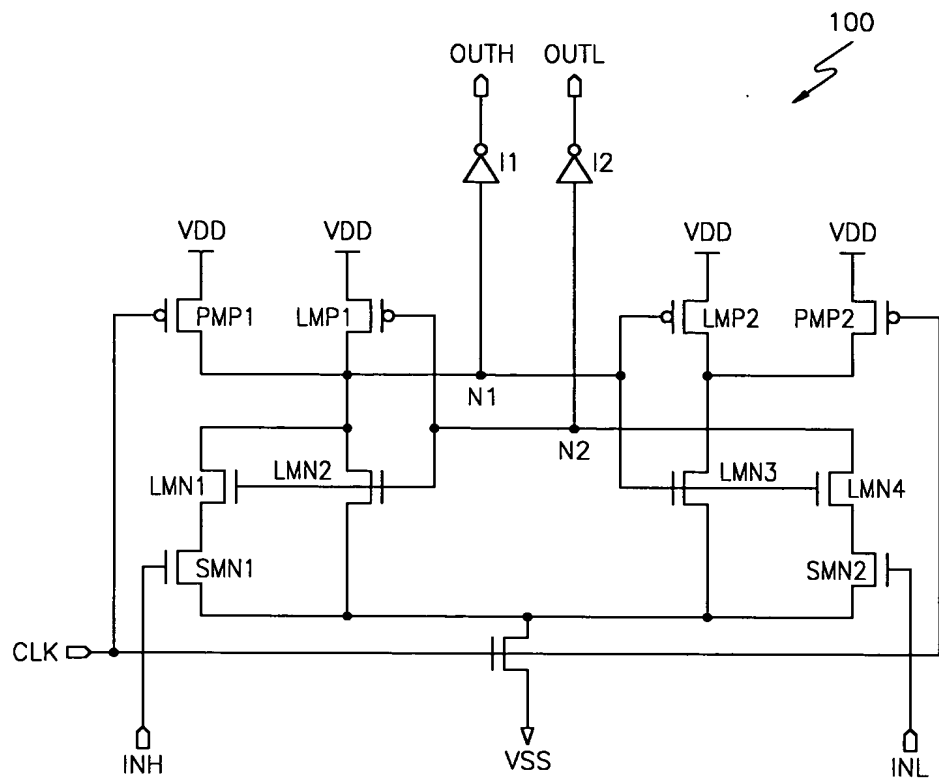 100
OUTH OUTL
I1 I2
VDD VDD VDD VDD
PMP1 LMP1 LMP2 PMP2
N1
N2
LMN1 LMN2 LMN3 LMN4
SMN1 SMN2
CLK
INH VSS INL